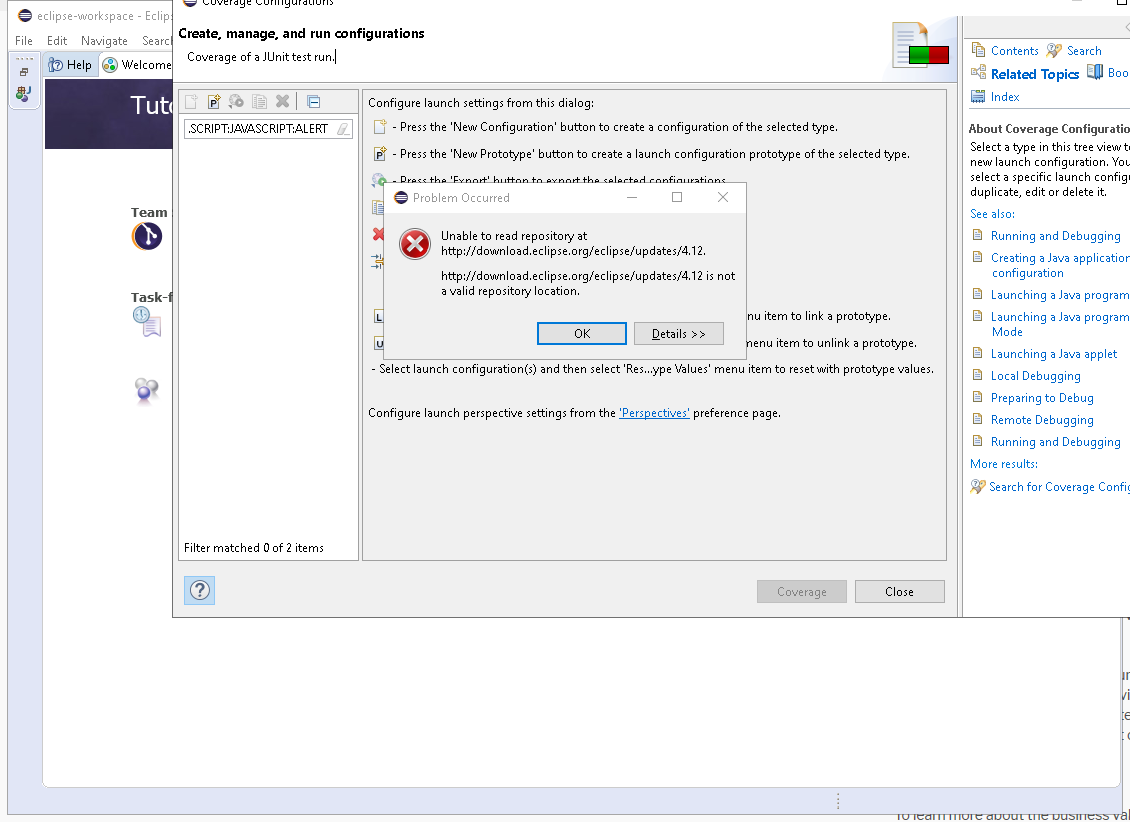 eclipse-workspace - Eclip
Coverage Configurations
File Edit Navigate Search
Help
Welcome
Create, manage, and run configurations
Coverage of a JUnit test run.
.SCRIPT:JAVASCRIPT:ALERT
Filter matched 0 of 2 items
Team
Configure launch settings from this dialog:
- Press the 'New Configuration' button to create a configuration of the selected type.
- Press the 'New Prototype' button to create a launch configuration prototype of the selected type.
- Press the 'Export' button to export the selected configurations.
Problem Occurred
Unable to read repository at
http://download.eclipse.org/eclipse/updates/4.12.
http://download.eclipse.org/eclipse/updates/4.12 is not
a valid repository location.
OK
Details >>
nu item to link a prototype.
menu item to unlink a prototype.
- Select launch configuration(s) and then select 'Res...ype Values' menu item to reset with prototype values.
Configure launch perspective settings from the 'Perspectives' preference page.
Coverage
Close
Contents
Search
Related Topics
Boo
Index
About Coverage Configuratio
Select a type in this tree view to
new launch configuration. You
select a specific launch config
duplicate, edit or delete it.
See also:
Running and Debugging
Creating a Java application
configuration
Launching a Java program
Launching a Java program
Mode
Launching a Java applet
Local Debugging
Preparing to Debug
Remote Debugging
Running and Debugging
More results:
Search for Coverage Config
To learn more about the business val